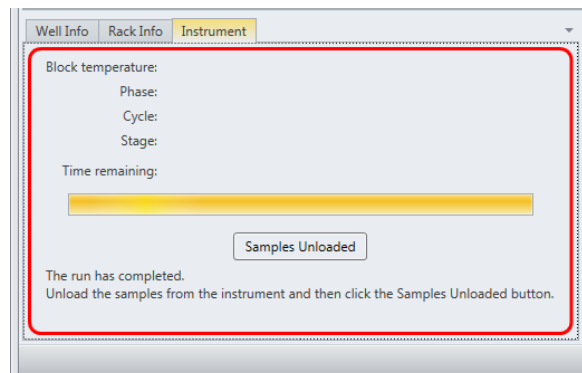 Well Info Rack Info Instrument
Block temperature:
Phase:
Cycle:
Stage:
Time remaining:
Samples Unloaded
The run has completed.
Unload the samples from the instrument and then click the Samples Unloaded button.